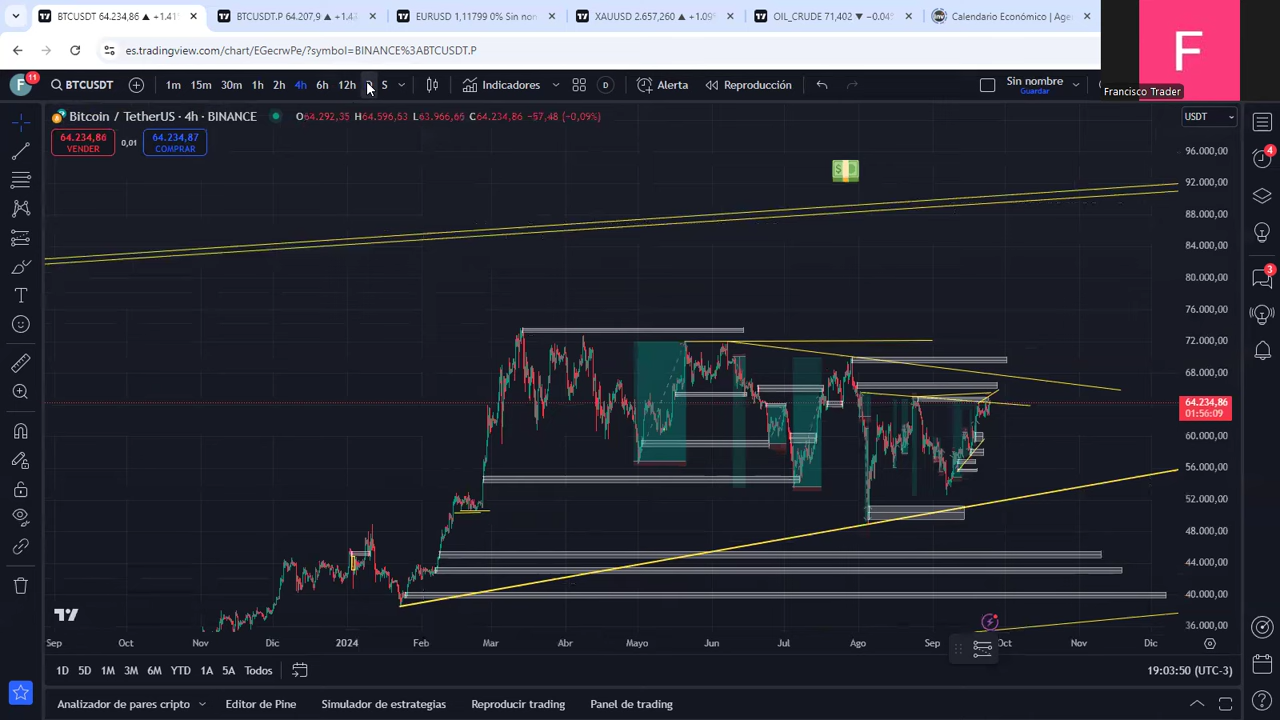 BTCUSDT 64.234,86 ▲ +1.41%
BTCUSDT.P 64.207,9 ▲ +1.4
EURUSD 1,11799 0% Sin non
XAUUSD 2.657,260 ▲ +1.09%
OIL_CRUDE 71,402 ▼ −0.04
Calendario Económico | Age
es.tradingview.com/chart/EGecrwPe/?symbol=BINANCE%3ABTCUSDT.P
F
Francisco Trader
F
11
BTCUSDT
1m
15m
30m
1h
2h
4h
6h
12h
D
S
Indicadores
D
Alerta
Reproducción
Sin nombre
Guardar
Bitcoin / TetherUS · 4h · BINANCE
O64.292,35 H64.596,53 L63.966,65 C64.234,86 −57,48 (−0,09%)
64.234,86
VENDER
0,01
64.234,87
COMPRAR
USDT
96.000,00
92.000,00
88.000,00
84.000,00
80.000,00
76.000,00
72.000,00
68.000,00
64.234,86
01:56:09
60.000,00
56.000,00
52.000,00
48.000,00
44.000,00
40.000,00
36.000,00
4
3
Sep
Oct
Nov
Dic
2024
Feb
Mar
Abr
Mayo
Jun
Jul
Ago
Sep
Oct
Nov
Dic
1D
5D
1M
3M
6M
YTD
1A
5A
Todos
19:03:50 (UTC-3)
Analizador de pares cripto
Editor de Pine
Simulador de estrategias
Reproducir trading
Panel de trading